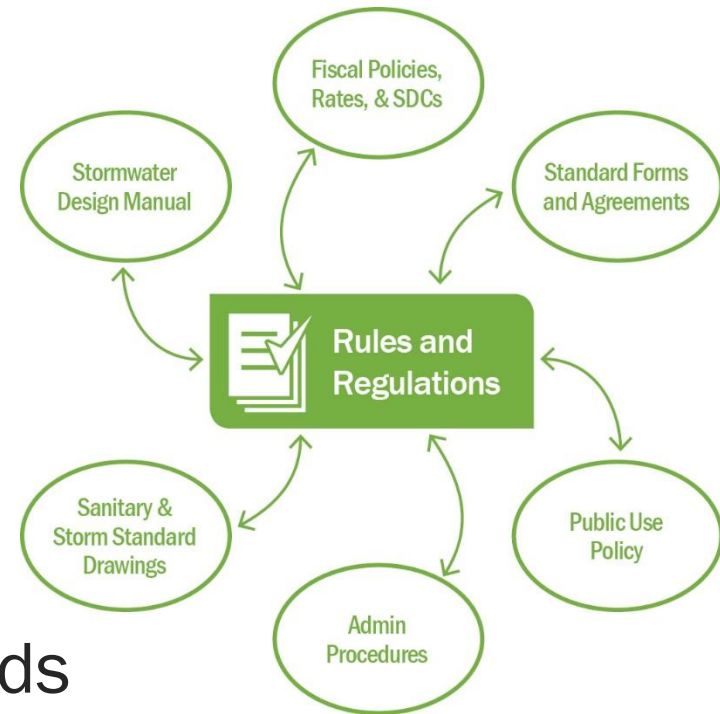 Fiscal Policies,
Rates, & SDCs
Stormwater
Design Manual
Standard Forms
and Agreements
Rules and
Regulations
Sanitary &
Storm Standard
Drawings
Public Use
Policy
Admin
Procedures
ds